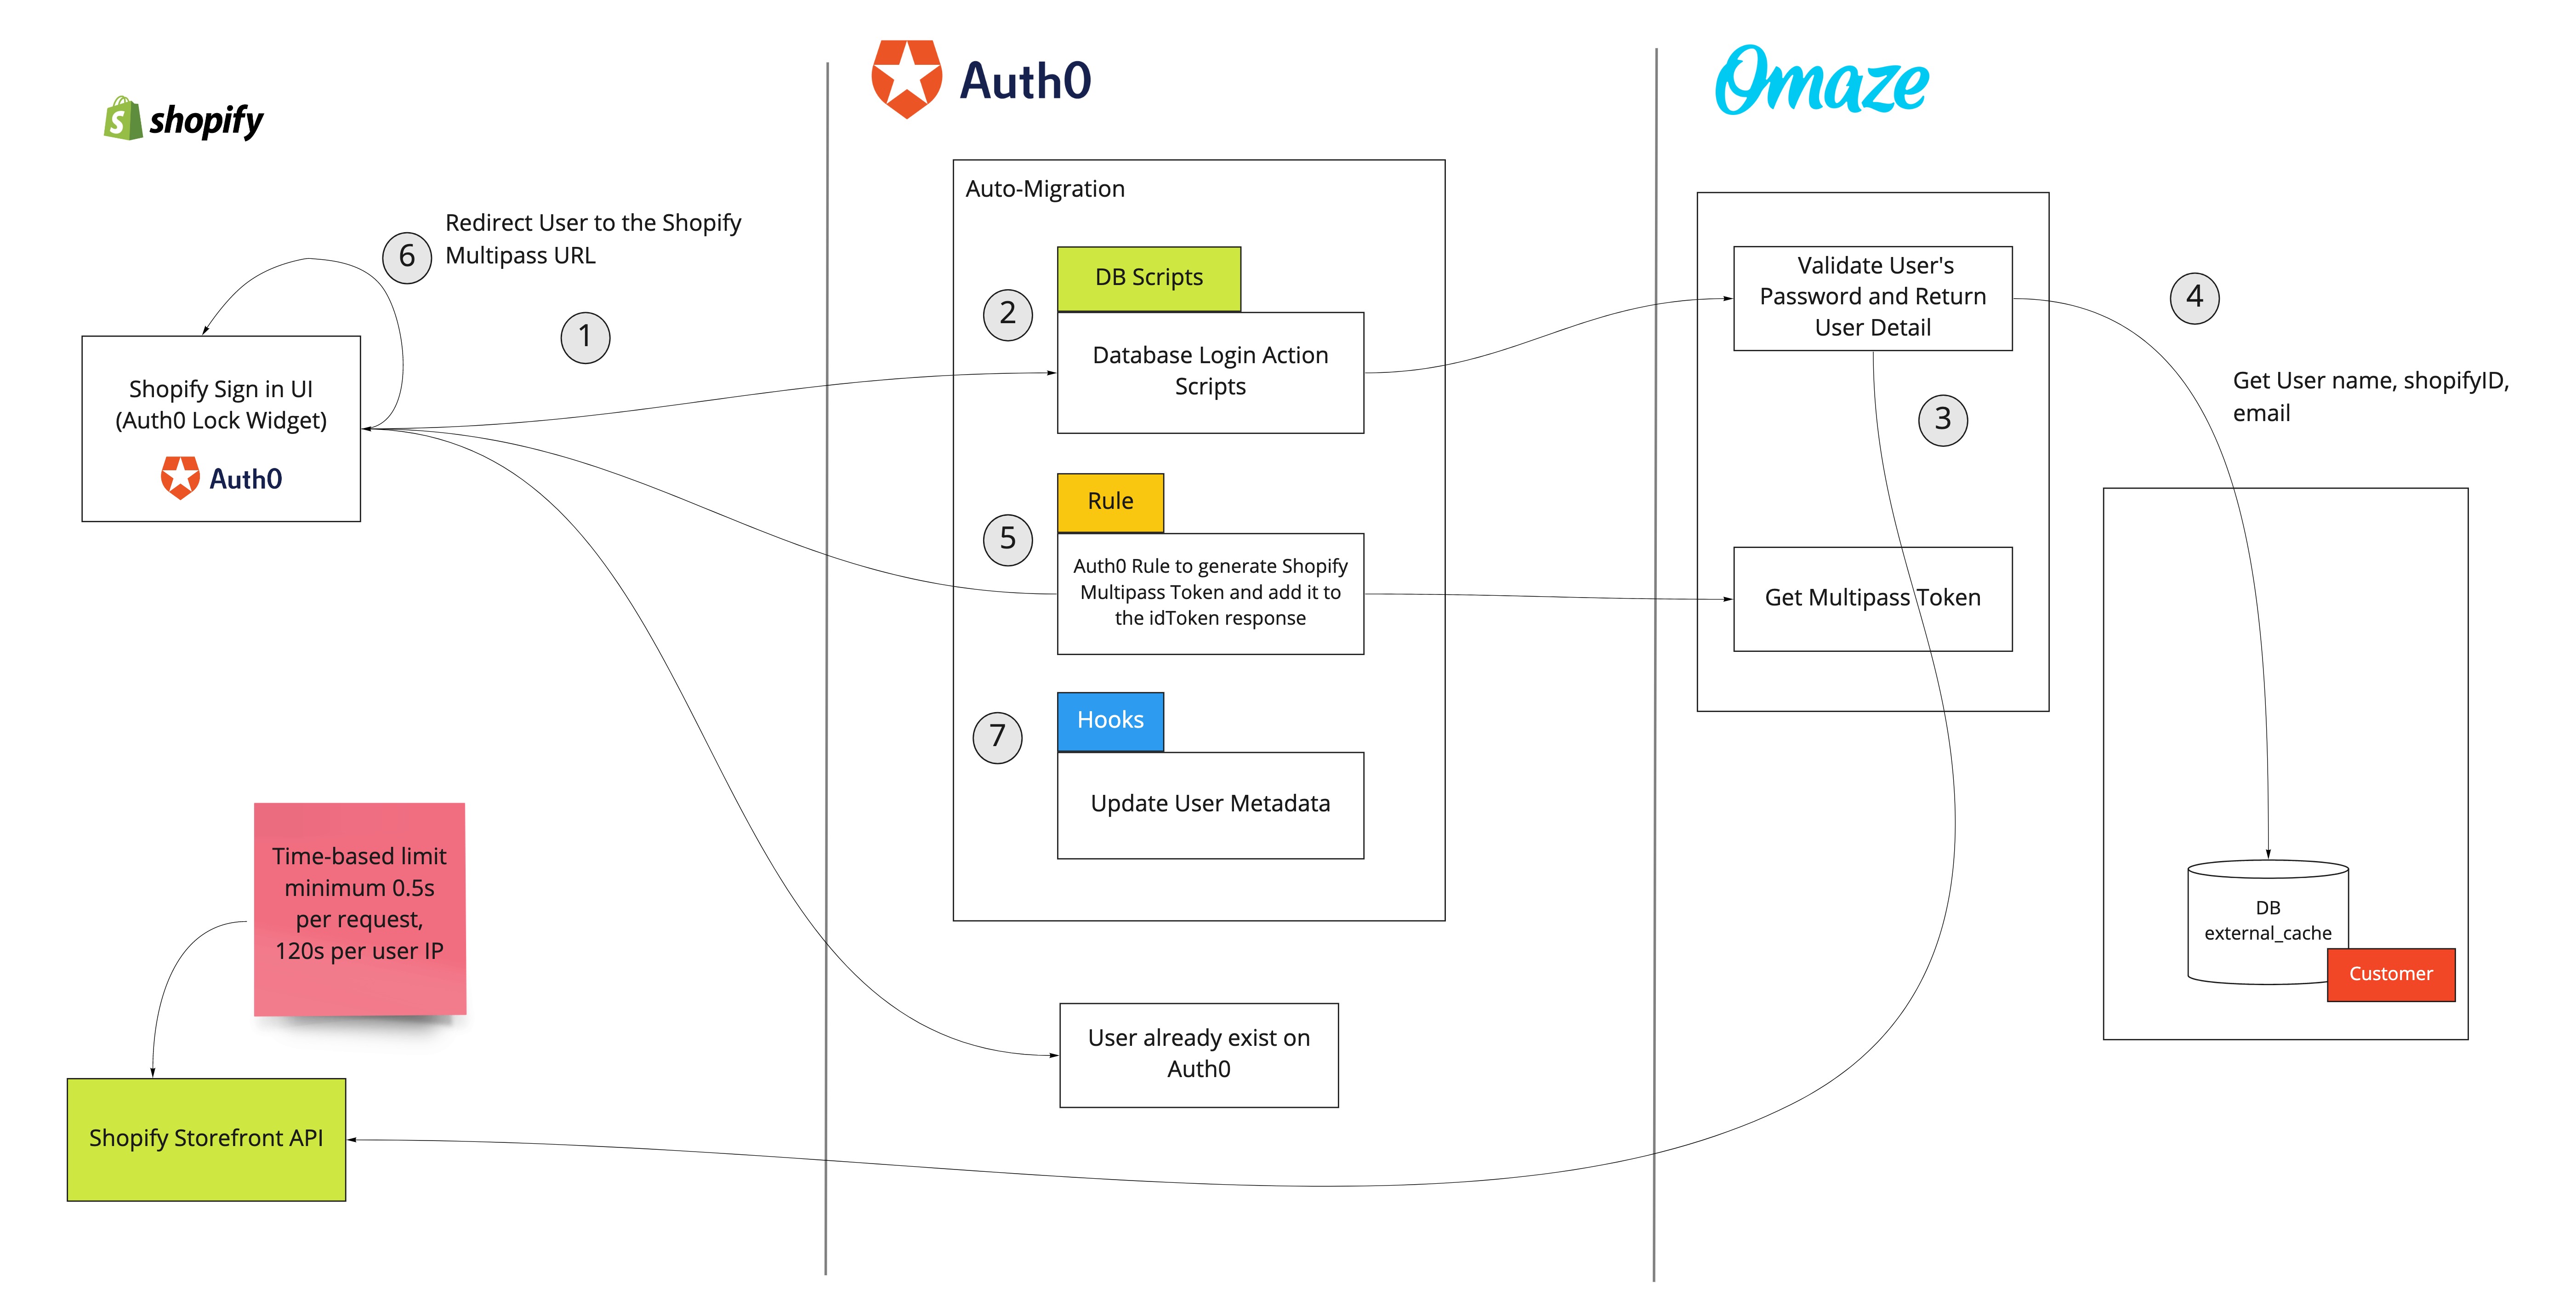 shopify
Auth0
Omaze
Auto-Migration
6
Redirect User to the Shopify
Multipass URL
1
Shopify Sign in UI
(Auth0 Lock Widget)
Auth0
2
DB Scripts
Database Login Action
Scripts
5
Rule
Auth0 Rule to generate Shopify
Multipass Token and add it to
the idToken response
7
Hooks
Update User Metadata
User already exist on
Auth0
Validate User's
Password and Return
User Detail
3
Get Multipass Token
4
Get User name, shopifyID,
email
DB
external_cache
Customer
Time-based limit
minimum 0.5s
per request,
120s per user IP
Shopify Storefront API